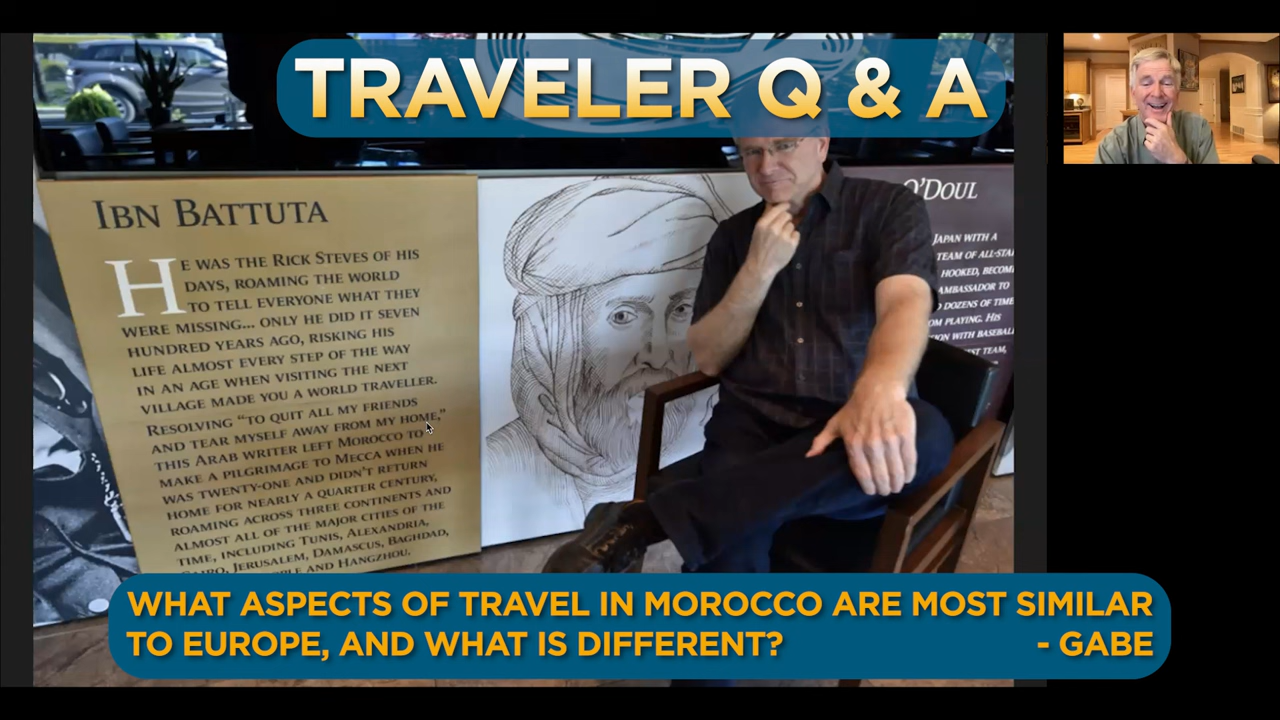 TRAVELER Q & A
IBN BATTUTA
HE WAS THE RICK STEVES OF HIS
DAYS, ROAMING THE WORLD
TO TELL EVERYONE WHAT THEY
WERE MISSING... ONLY HE DID IT SEVEN
HUNDRED YEARS AGO, RISKING HIS
LIFE ALMOST EVERY STEP OF THE WAY
IN AN AGE WHEN VISITING THE NEXT
VILLAGE MADE YOU A WORLD TRAVELLER.
RESOLVING "TO QUIT ALL MY FRIENDS
AND TEAR MYSELF AWAY FROM MY HOME,"
THIS ARAB WRITER LEFT MOROCCO TO
MAKE A PILGRIMAGE TO MECCA WHEN HE
WAS TWENTY-ONE AND DIDN'T RETURN
HOME FOR NEARLY A QUARTER CENTURY,
ROAMING ACROSS THREE CONTINENTS AND
ALMOST ALL OF THE MAJOR CITIES OF THE
TIME, INCLUDING TUNIS, ALEXANDRIA,
CAIRO, JERUSALEM, DAMASCUS, BAGHDAD,
AND HANGZHOU.
O'DOUL
JAPAN WITH A
TEAM OF ALL-STA
HOOKED, BECOM
AMBASSADOR TO
DOZENS OF TIME
OM PLAYING. HIS
ION WITH BASEBAL
TEAM,
WHAT ASPECTS OF TRAVEL IN MOROCCO ARE MOST SIMILAR
TO EUROPE, AND WHAT IS DIFFERENT? - GABE